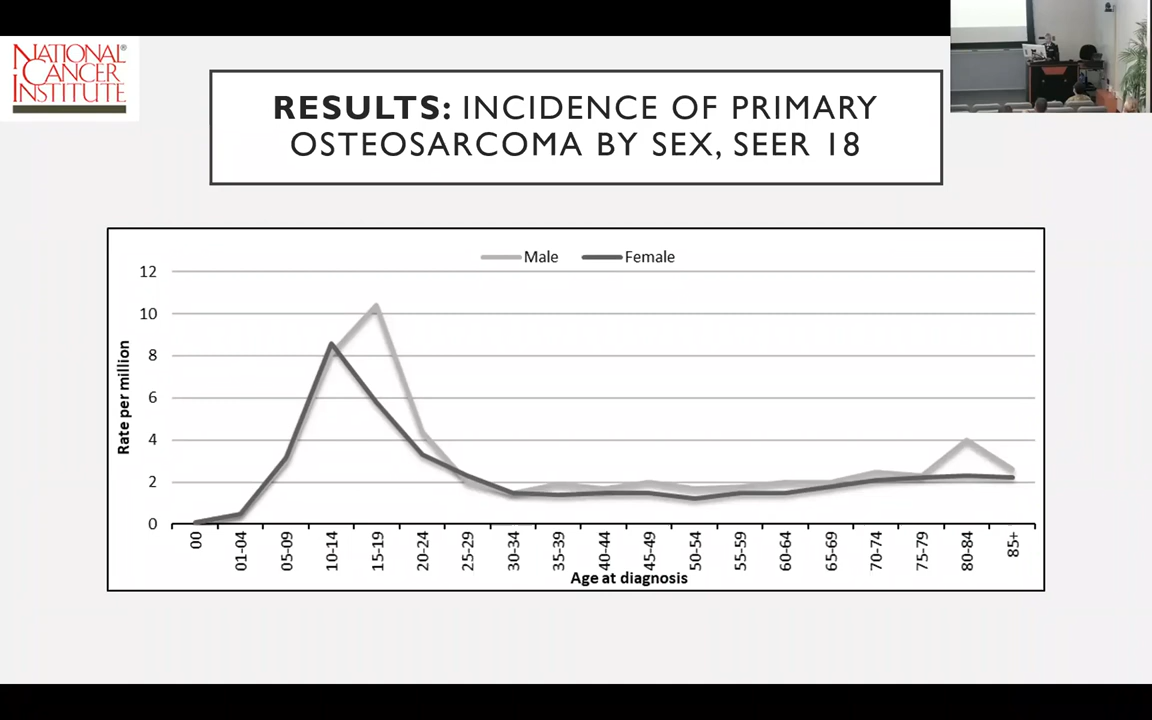 NATIONAL®
CANCER
INSTITUTE
RESULTS: INCIDENCE OF PRIMARY
OSTEOSARCOMA BY SEX, SEER 18
Male Female
12
10
8
6
4
2
0
Rate per million
00 01-04 05-09 10-14 15-19 20-24 25-29 30-34 35-39 40-44 45-49 50-54 55-59 60-64 65-69 70-74 75-79 80-84 85+
Age at diagnosis